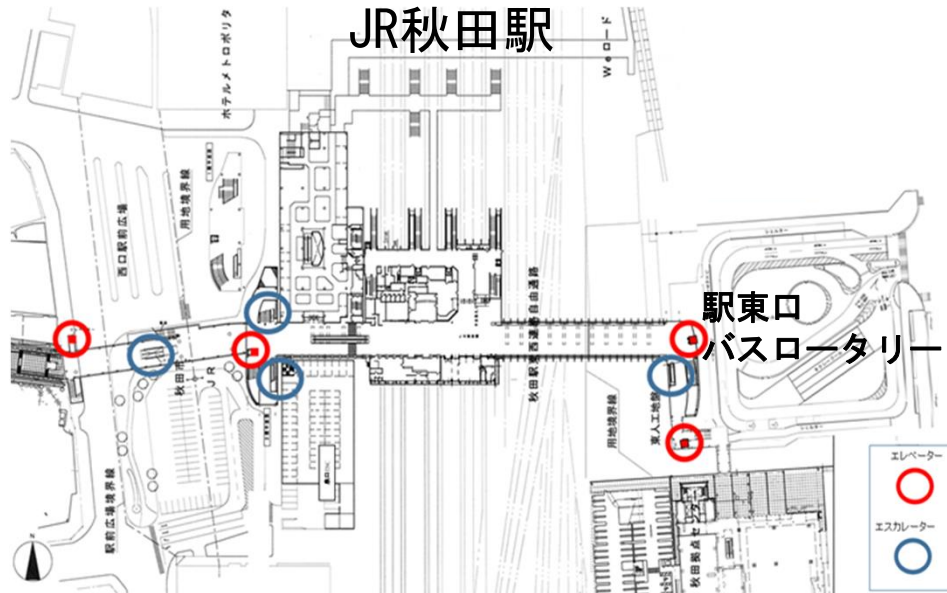 JR秋田駅
Weロード
ホテルメトロポリタ
用地境界線
西口駅前広場
秋田駅東西連絡自由通路
駅東口
バスロータリー
秋田市
JR
用地境界線
東人工地盤
駅前広場境界線
秋田拠点センタ
エレベーター
エスカレーター
N